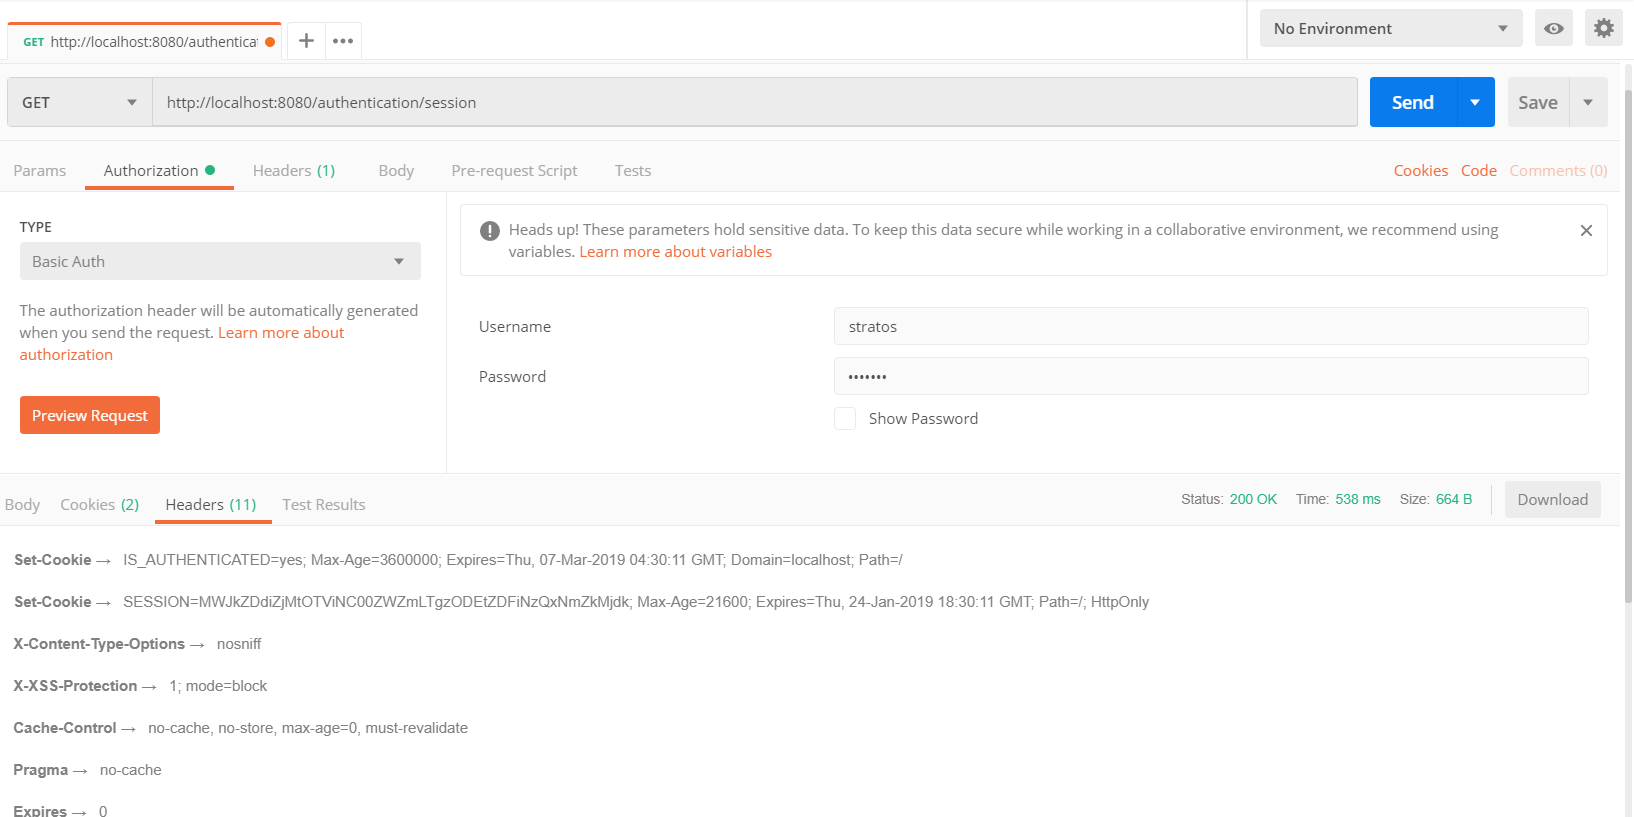 GET http://localhost:8080/authentica
No Environment
GET http://localhost:8080/authentication/session Send Save
Params Authorization Headers (1) Body Pre-request Script Tests Cookies Code Comments (0)
TYPE
Basic Auth
The authorization header will be automatically generated
when you send the request. Learn more about
authorization
Preview Request
Heads up! These parameters hold sensitive data. To keep this data secure while working in a collaborative environment, we recommend using
variables. Learn more about variables
Username stratos
Password •••••••
Show Password
Body Cookies (2) Headers (11) Test Results Status: 200 OK Time: 538 ms Size: 664 B Download
Set-Cookie → IS_AUTHENTICATED=yes; Max-Age=3600000; Expires=Thu, 07-Mar-2019 04:30:11 GMT; Domain=localhost; Path=/
Set-Cookie → SESSION=MWJkZDdiZjMtOTViNC00ZWZmLTgzODEtZDFiNzQxNmZkMjdk; Max-Age=21600; Expires=Thu, 24-Jan-2019 18:30:11 GMT; Path=/; HttpOnly
X-Content-Type-Options → nosniff
X-XSS-Protection → 1; mode=block
Cache-Control → no-cache, no-store, max-age=0, must-revalidate
Pragma → no-cache
Expires → 0